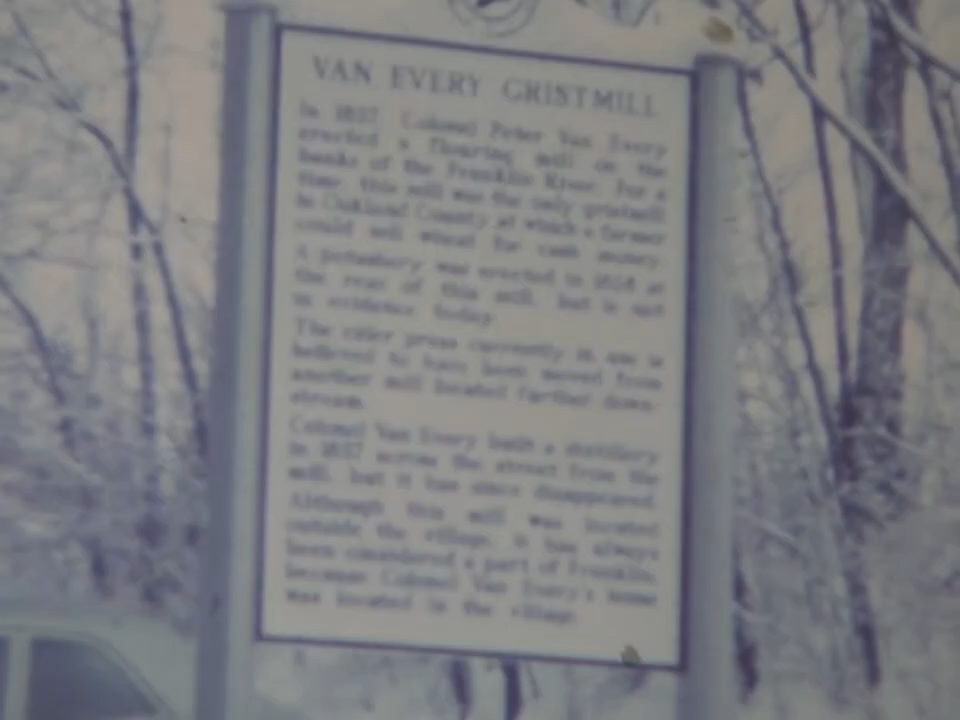 VAN EVERY GRISTMILL
In 1837 Colonel Peter Van Every
erected a flouring mill on the
banks of the Franklin River. For a
time, this mill was the only gristmill
in Oakland County at which a farmer
could sell wheat for cash money.
A potashery was erected in at
the rear of this mill, but is not
in evidence today.
The cider press currently in use is
believed to have been moved from
another mill located further down-
stream.
Colonel Van Every built a distillery
in 1837 across the street from the
mill, but it has since disappeared.
Although this mill was located
outside the village, it has always
been considered a part of Franklin,
because Colonel Van Every's home
was located in the village.